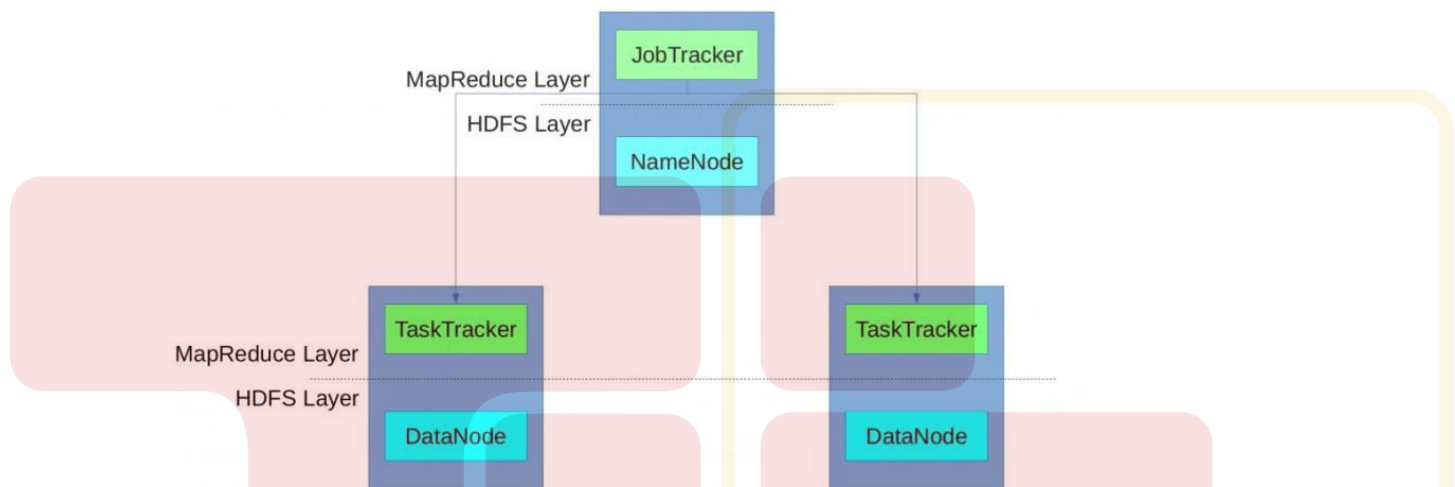 JobTracker
MapReduce Layer
HDFS Layer
NameNode
TaskTracker
TaskTracker
MapReduce Layer
HDFS Layer
DataNode
DataNode